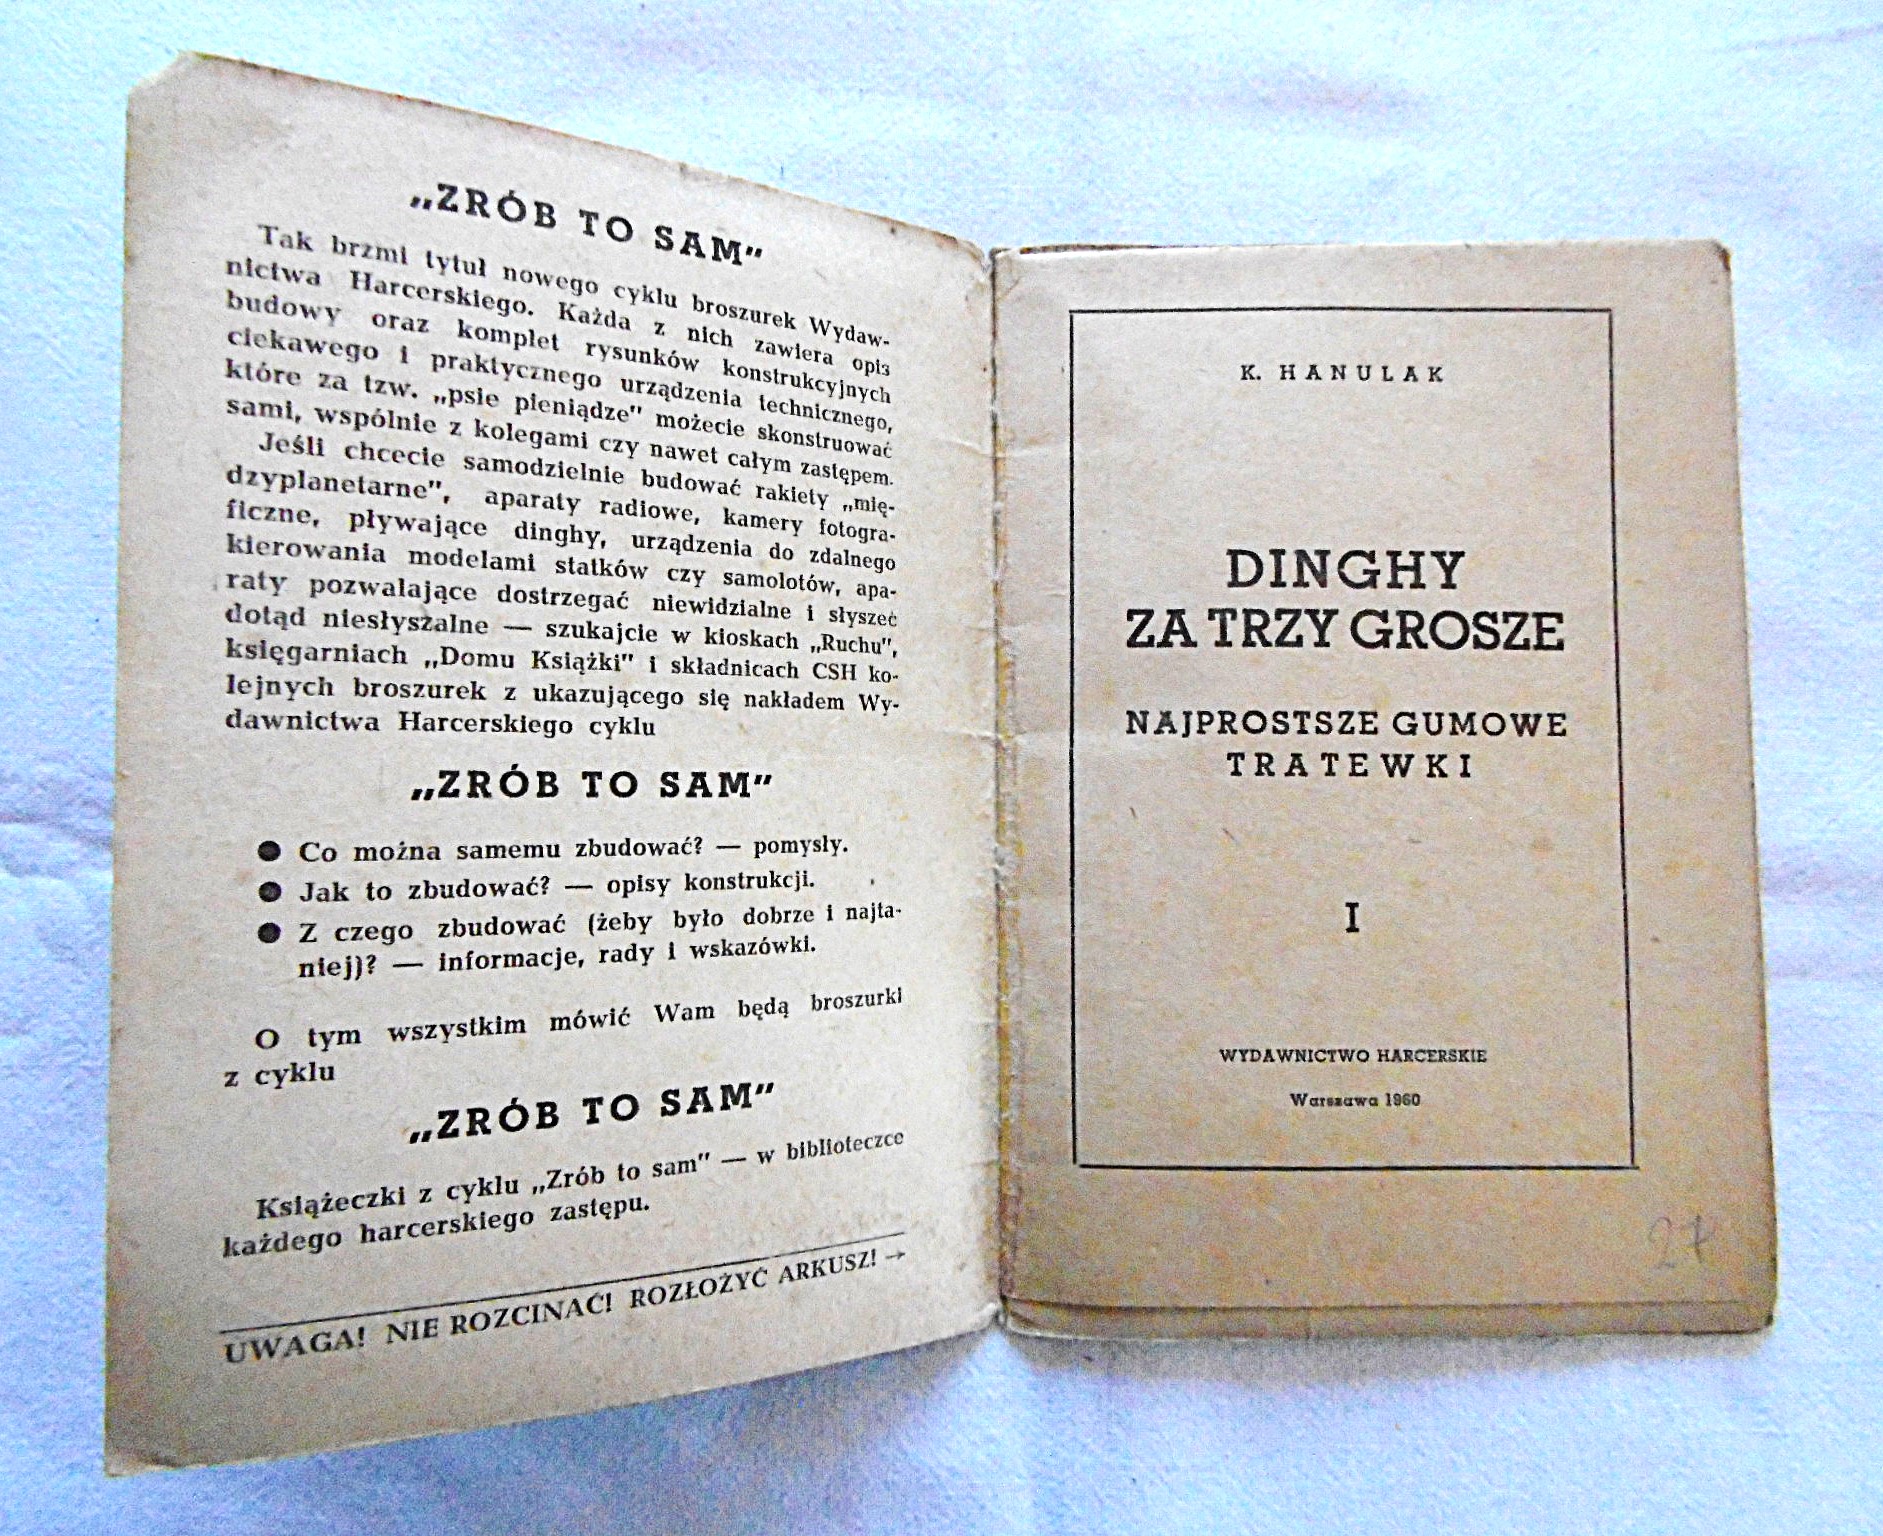 „ZRÓB TO SAM"
Tak brzmi tytuł nowego cyklu broszurek Wydaw-
nictwa Harcerskiego. Każda z nich zawiera opis
budowy oraz komplet rysunków konstrukcyjnych
ciekawego i praktycznego urządzenia technicznego,
które za tzw. „psie pieniądze" możecie skonstruować
sami, wspólnie z kolegami czy nawet całym zastępem.
Jeśli chcecie samodzielnie budować rakiety „mię-
dzyplanetarne", aparaty radiowe, kamery fotogra-
ficzne, pływające dinghy, urządzenia do zdalnego
kierowania modelami statków czy samolotów, apa-
raty pozwalające dostrzegać niewidzialne i słyszeć
dotąd niesłyszalne — szukajcie w kioskach „Ruchu",
księgarniach „Domu Książki" i składnicach CSH ko-
lejnych broszurek z ukazującego się nakładem Wy-
dawnictwa Harcerskiego cyklu
„ZRÓB TO SAM"
● Co można samemu zbudować? — pomysły.
● Jak to zbudować? — opisy konstrukcji.
● Z czego zbudować (żeby było dobrze i najta-
niej)? — informacje, rady i wskazówki.
O tym wszystkim mówić Wam będą broszurki
z cyklu
„ZRÓB TO SAM"
Książeczki z cyklu „Zrób to sam" — w biblioteczce
każdego harcerskiego zastępu.
UWAGA! NIE ROZCINAĆ! ROZŁOŻYĆ ARKUSZ! →
K. HANULAK
DINGHY
ZA TRZY GROSZE
NAJPROSTSZE GUMOWE
TRATEWKI
I
WYDAWNICTWO HARCERSKIE
Warszawa 1960